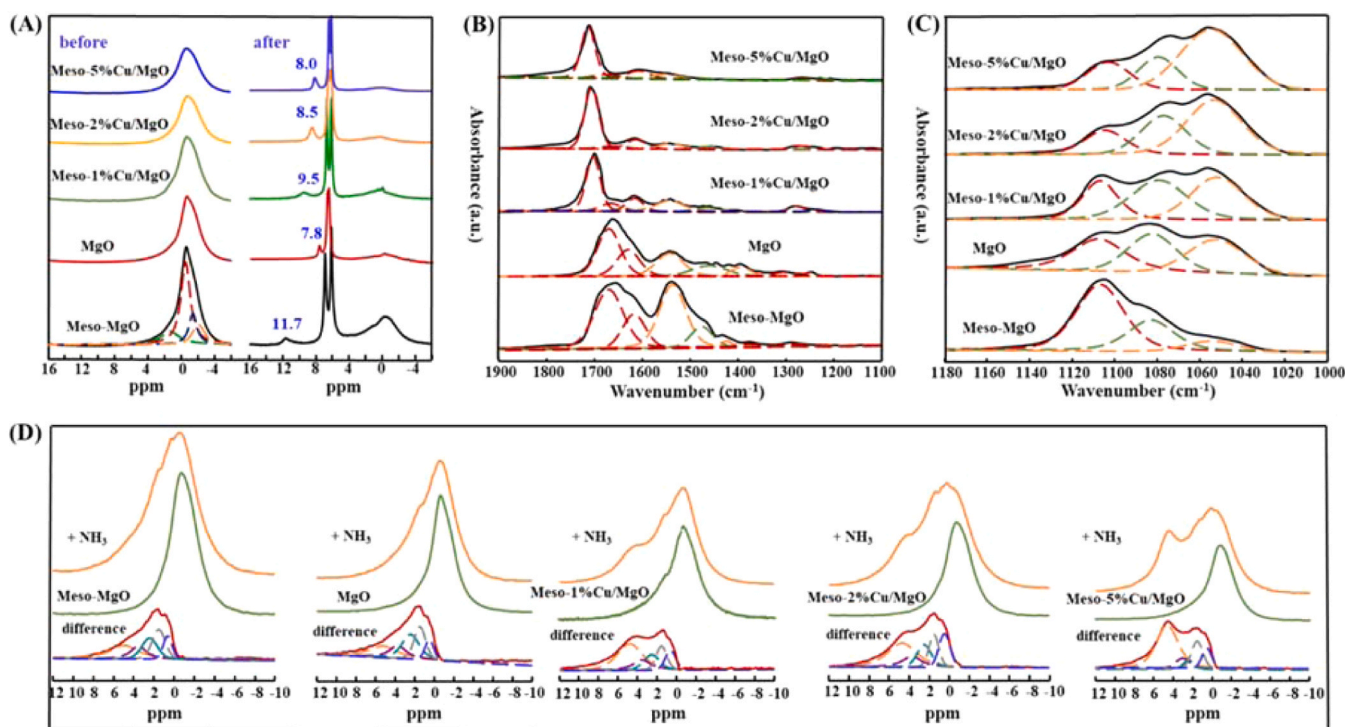 (A)
before
after
Meso-5%Cu/MgO
8.0
Meso-2%Cu/MgO
8.5
Meso-1%Cu/MgO
9.5
MgO
7.8
Meso-MgO
11.7
16 12 8 4 0 -4
16 12 8 4 0 -4
ppm
ppm
(B)
Absorbance (a.u.)
Meso-5%Cu/MgO
Meso-2%Cu/MgO
Meso-1%Cu/MgO
MgO
Meso-MgO
1900 1800 1700 1600 1500 1400 1300 1200 1100
Wavenumber (cm-1)
(C)
Absorbance (a.u.)
Meso-5%Cu/MgO
Meso-2%Cu/MgO
Meso-1%Cu/MgO
MgO
Meso-MgO
1180 1160 1140 1120 1100 1080 1060 1040 1020 1000
Wavenumber (cm-1)
(D)
+ NH3
Meso-MgO
difference
12 10 8 6 4 2 0 -2 -4 -6 -8 -10
ppm
+ NH3
MgO
difference
12 10 8 6 4 2 0 -2 -4 -6 -8 -10
ppm
+ NH3
Meso-1%Cu/MgO
difference
12 10 8 6 4 2 0 -2 -4 -6 -8 -10
ppm
+ NH3
Meso-2%Cu/MgO
difference
12 10 8 6 4 2 0 -2 -4 -6 -8 -10
ppm
+ NH3
Meso-5%Cu/MgO
difference
12 10 8 6 4 2 0 -2 -4 -6 -8 -10
ppm